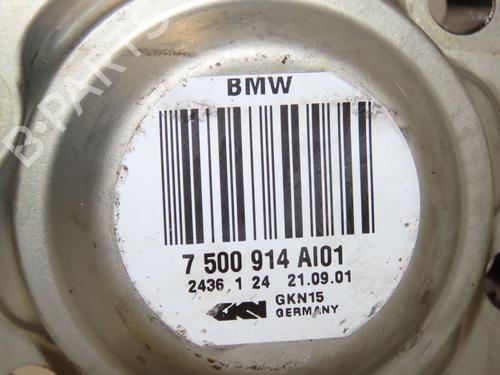 BMW
7 500 914 AI01
2436 1 24 21.09.01
GKN GKN15
GERMANY
B-PARTS